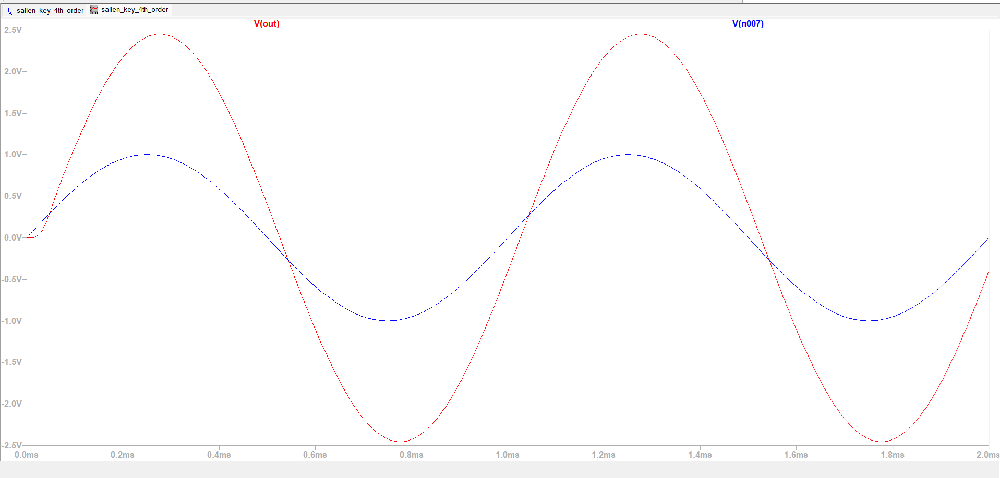 sallen_key_4th_order sallen_key_4th_order
V(out) V(n007)
2.5V
2.0V
1.5V
1.0V
0.5V
0.0V
-0.5V
-1.0V
-1.5V
-2.0V
-2.5V
0.0ms 0.2ms 0.4ms 0.6ms 0.8ms 1.0ms 1.2ms 1.4ms 1.6ms 1.8ms 2.0ms